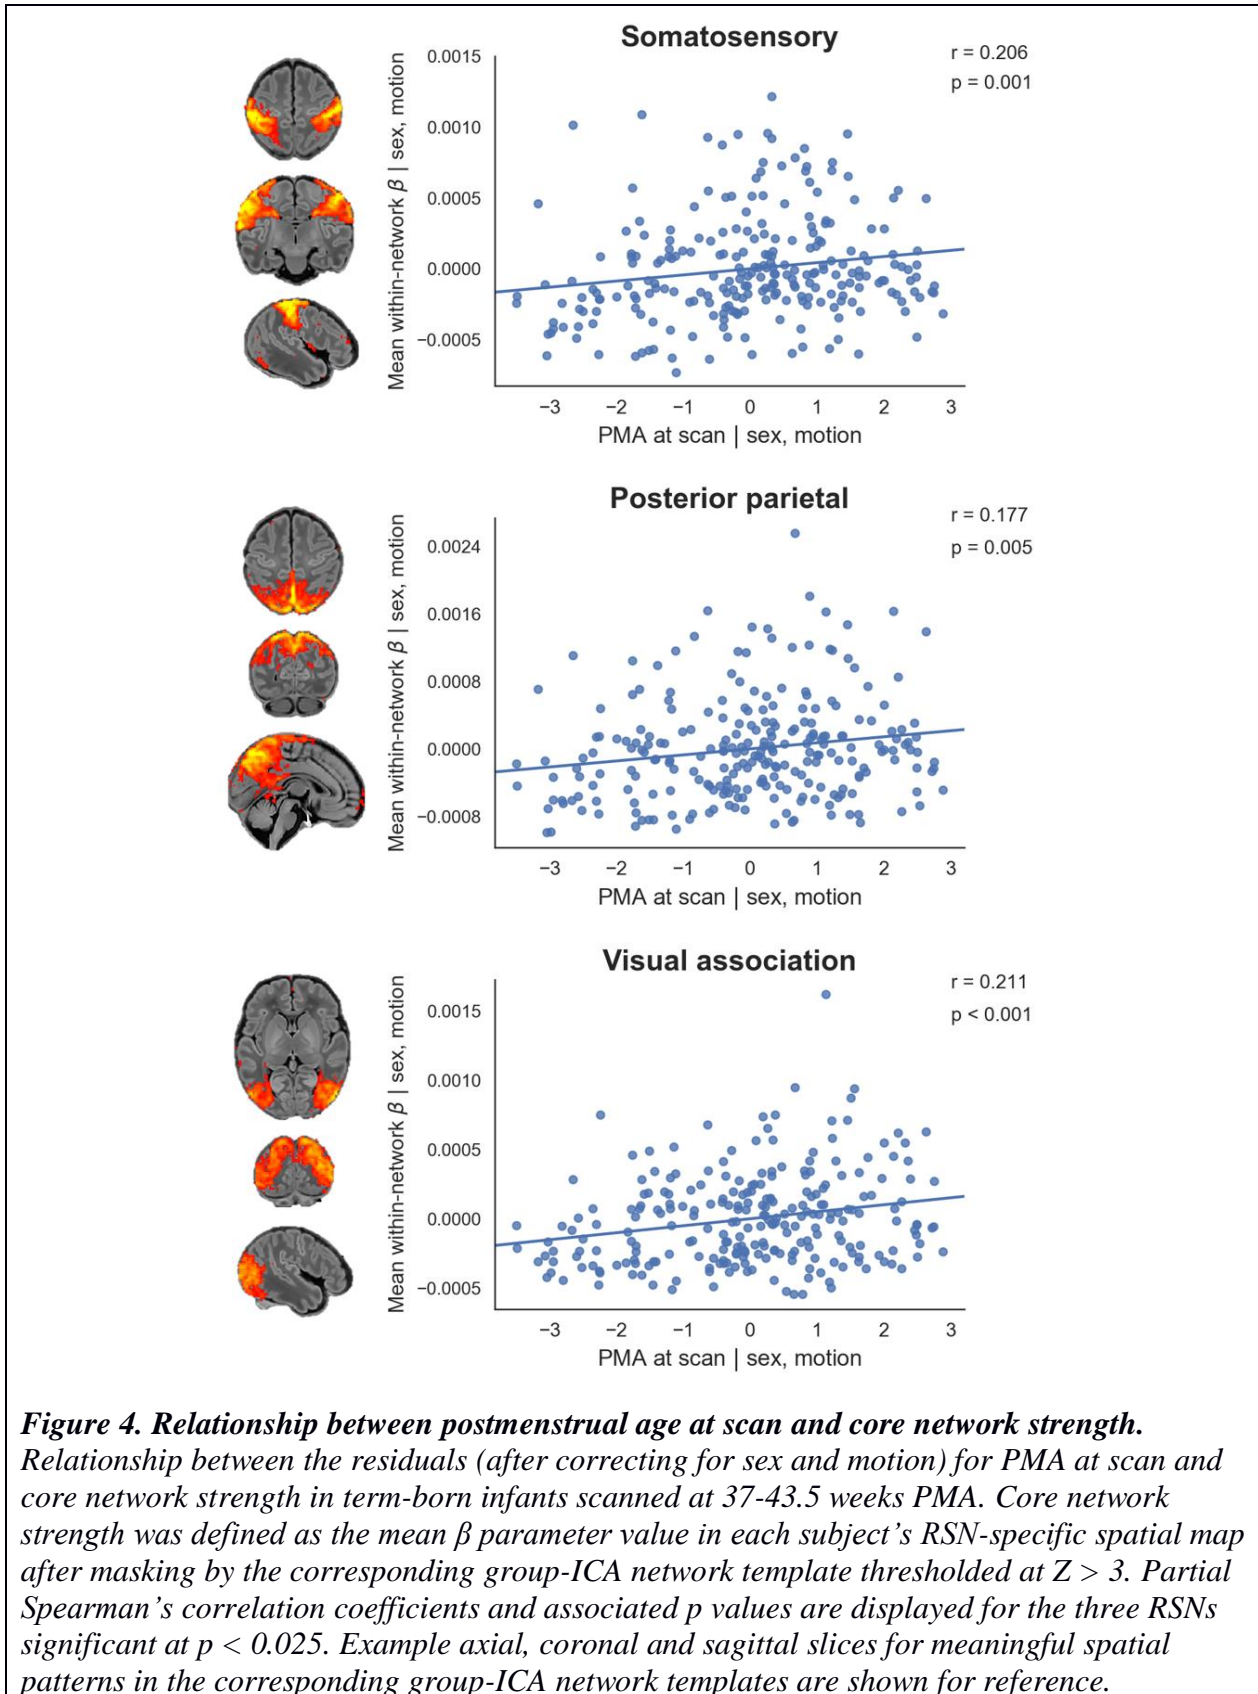 Somatosensory
r = 0.206
p = 0.001
Mean within-network β | sex, motion
0.0015
0.0010
0.0005
0.0000
−0.0005
−3 −2 −1 0 1 2 3
PMA at scan | sex, motion
Posterior parietal
r = 0.177
p = 0.005
Mean within-network β | sex, motion
0.0024
0.0016
0.0008
0.0000
−0.0008
−3 −2 −1 0 1 2 3
PMA at scan | sex, motion
Visual association
r = 0.211
p < 0.001
Mean within-network β | sex, motion
0.0015
0.0010
0.0005
0.0000
−0.0005
−3 −2 −1 0 1 2 3
PMA at scan | sex, motion
Figure 4. Relationship between postmenstrual age at scan and core network strength.
Relationship between the residuals (after correcting for sex and motion) for PMA at scan and
core network strength in term-born infants scanned at 37-43.5 weeks PMA. Core network
strength was defined as the mean β parameter value in each subject’s RSN-specific spatial map
after masking by the corresponding group-ICA network template thresholded at Z > 3. Partial
Spearman’s correlation coefficients and associated p values are displayed for the three RSNs
significant at p < 0.025. Example axial, coronal and sagittal slices for meaningful spatial
patterns in the corresponding group-ICA network templates are shown for reference.